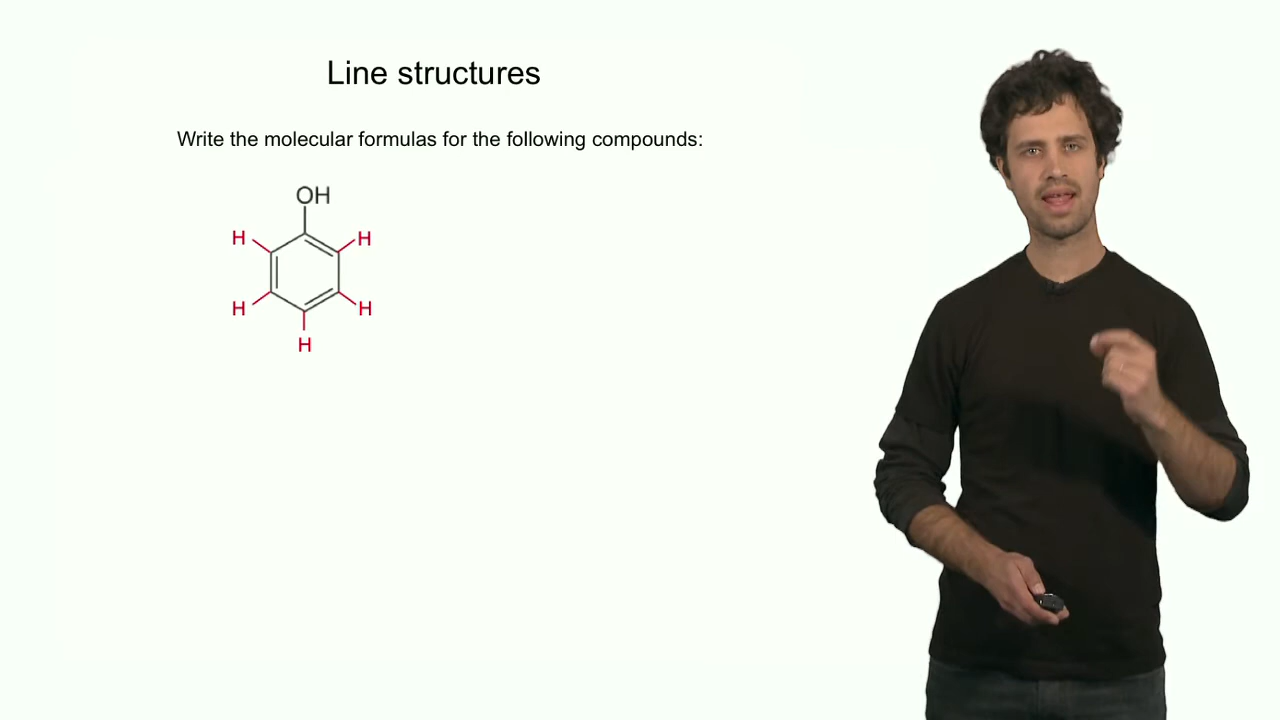 Line structures
Write the molecular formulas for the following compounds:
OH
H H
H H
H